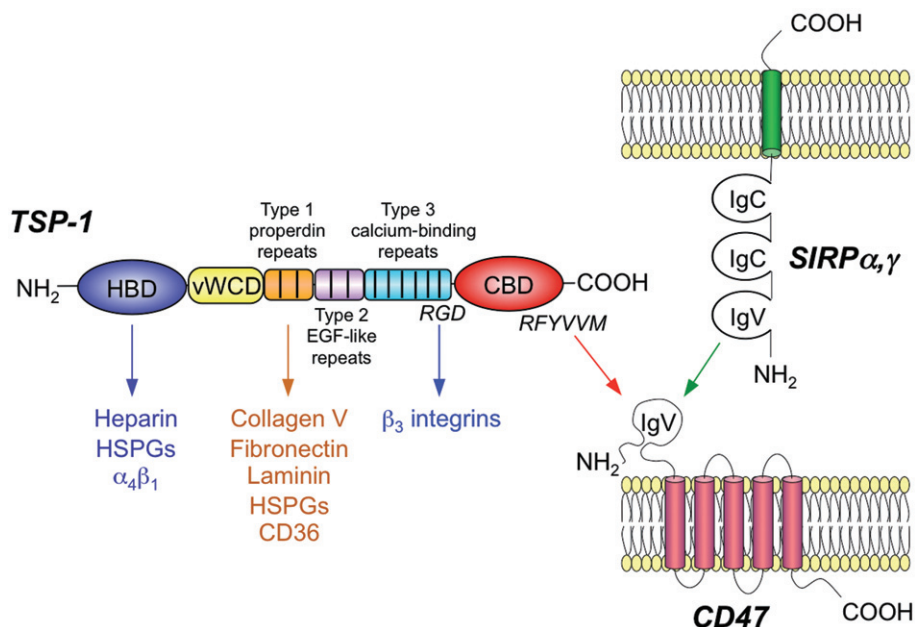 COOH
IgC
IgC
SIRPα,γ
IgV
NH₂
TSP-1
Type 1
properdin
repeats
Type 3
calcium-binding
repeats
NH₂
HBD
vWCD
CBD
COOH
Type 2
EGF-like
repeats
RGD
RFYVVM
Heparin
HSPGs
α₄β₁
Collagen V
Fibronectin
Laminin
HSPGs
CD36
β₃ integrins
IgV
NH₂
CD47
COOH